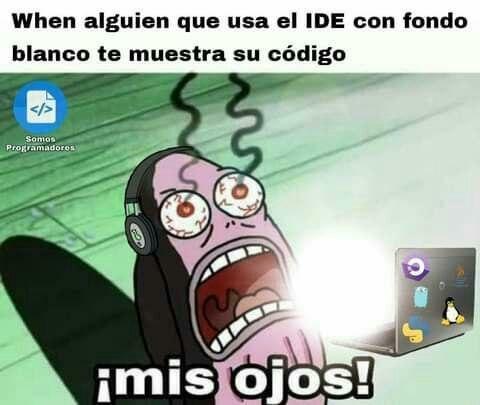 When alguien que usa el IDE con fondo
blanco te muestra su código
</>
Somos
Programadores
¡mis ojos!